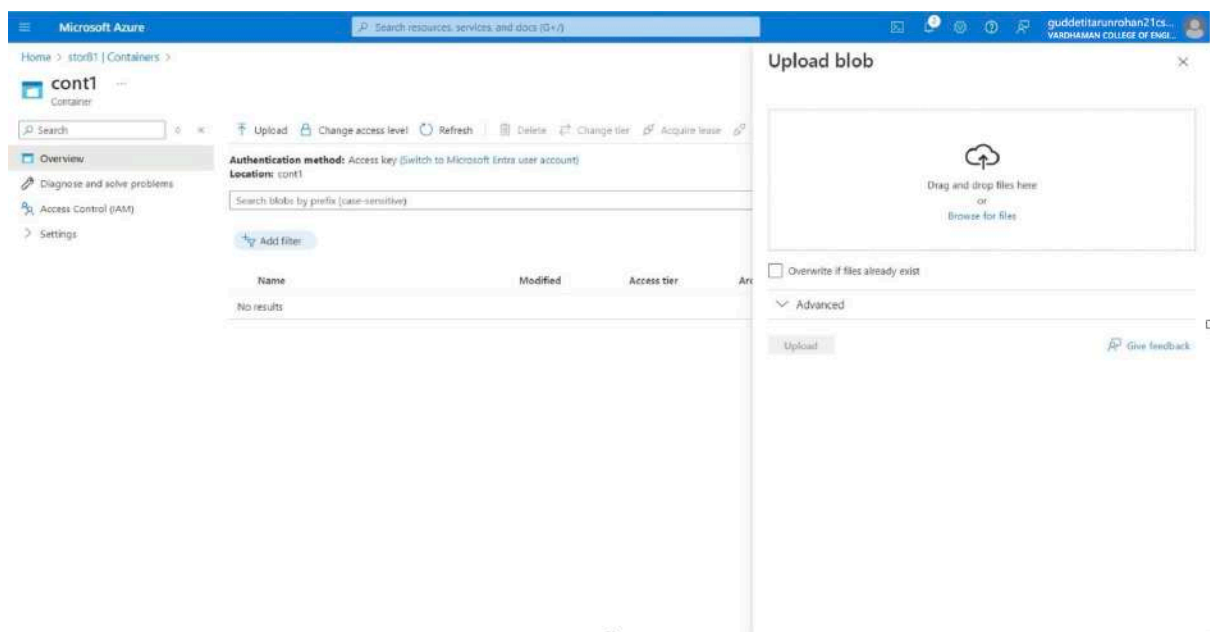 Microsoft Azure
Search resources, services, and docs (G+/)
guddetitarunrohan21cs...
VARDHAMAN COLLEGE OF ENGI...
Home > stor81 | Containers >
cont1 ...
Container
Search
Overview
Diagnose and solve problems
Access Control (IAM)
> Settings
Upload Change access level Refresh Delete Change tier Acquire lease
Authentication method: Access key (Switch to Microsoft Entra user account)
Location: cont1
Search blobs by prefix (case-sensitive)
Add filter
Name Modified Access tier Arc
No results
Upload blob
Drag and drop files here
or
Browse for files
Overwrite if files already exist
Advanced
Upload Give feedback